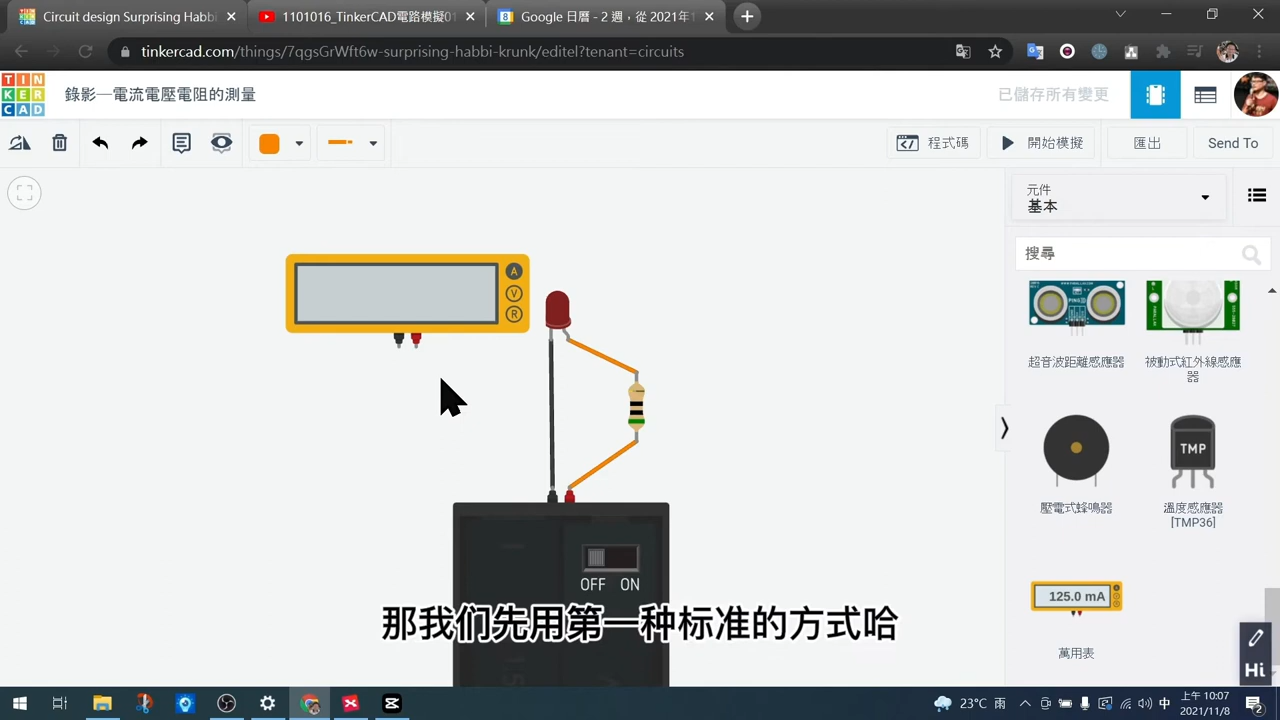 Circuit design Surprising Habbi
1101016_TinkerCAD電路模擬01
Google 日曆 - 2 週，從 2021年1
tinkercad.com/things/7qgsGrWft6w-surprising-habbi-krunk/editel?tenant=circuits
TINKERCAD
錄影—電流電壓電阻的測量
已儲存所有變更
程式碼
開始模擬
匯出
Send To
元件
基本
搜尋
A
V
R
超音波距離感應器
被動式紅外線感應器
TMP
壓電式蜂鳴器
溫度感應器
[TMP36]
125.0 mA
萬用表
OFF ON
那我们先用第一种标准的方式哈
Hi
23°C 雨
中
上午 10:07
2021/11/8
2